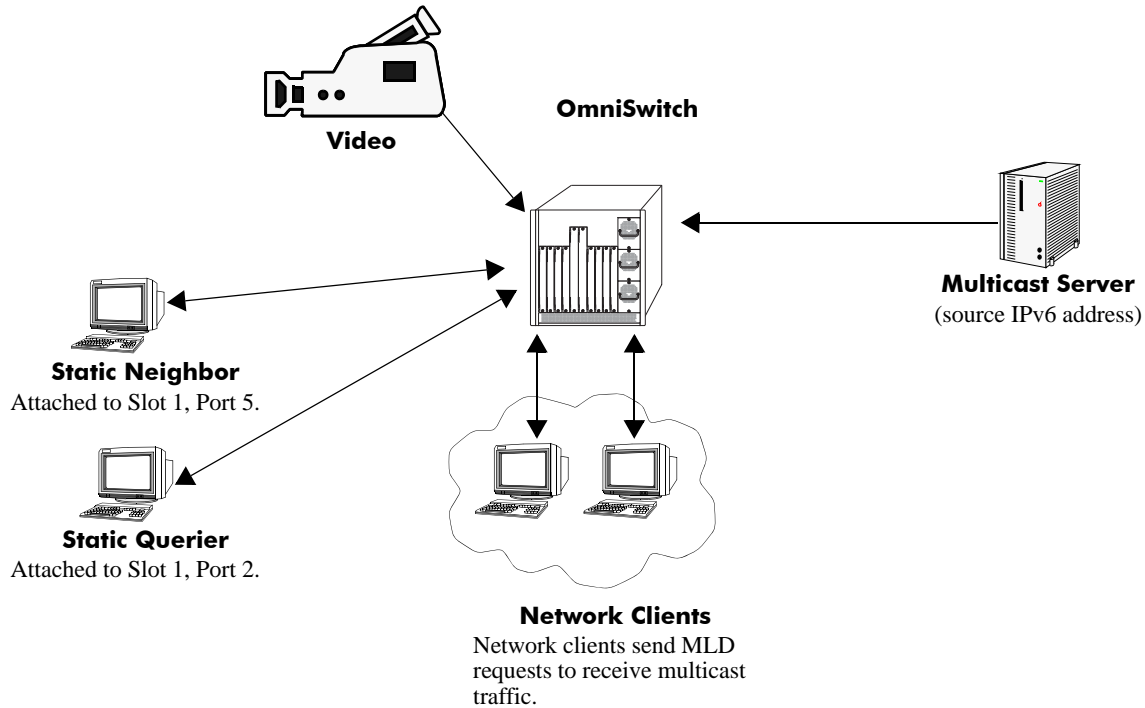 OmniSwitch
Video
Multicast Server
(source IPv6 address)
Static Neighbor
Attached to Slot 1, Port 5.
Static Querier
Attached to Slot 1, Port 2.
Network Clients
Network clients send MLD
requests to receive multicast
traffic.